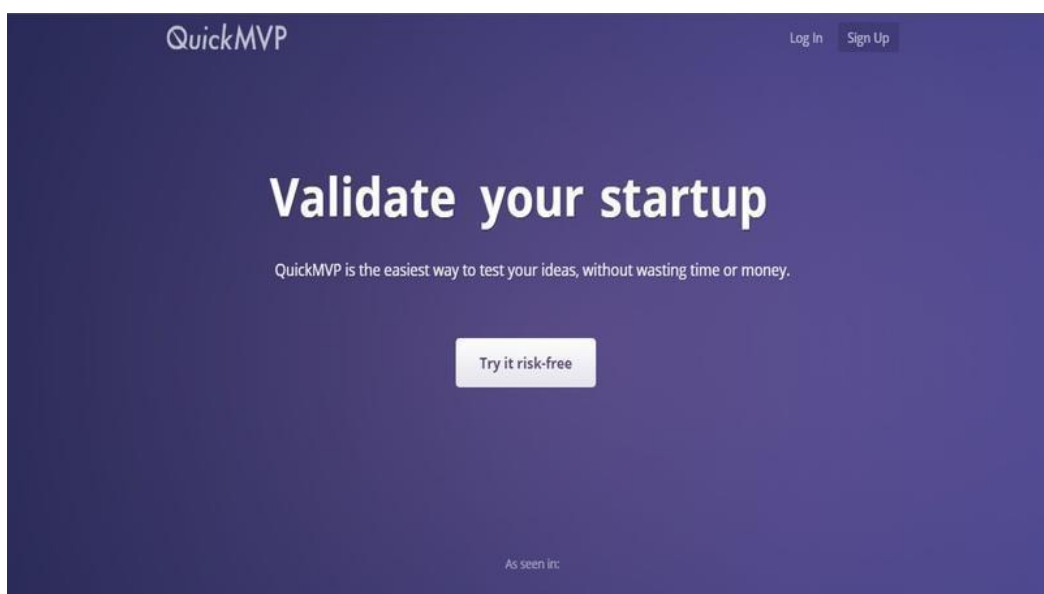 QuickMVP
Log In Sign Up
Validate your startup
QuickMVP is the easiest way to test your ideas, without wasting time or money.
Try it risk-free
As seen in: